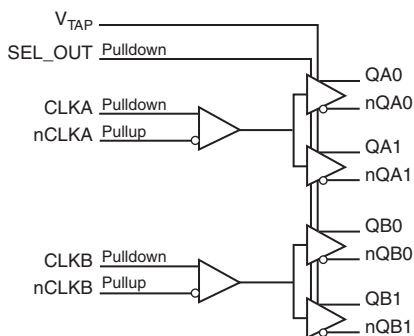 VTAP
SEL_OUT Pulldown
QA0
CLKA Pulldown
nQA0
nCLKA Pullup
QA1
nQA1
QB0
CLKB Pulldown
nQB0
nCLKB Pullup
QB1
nQB1